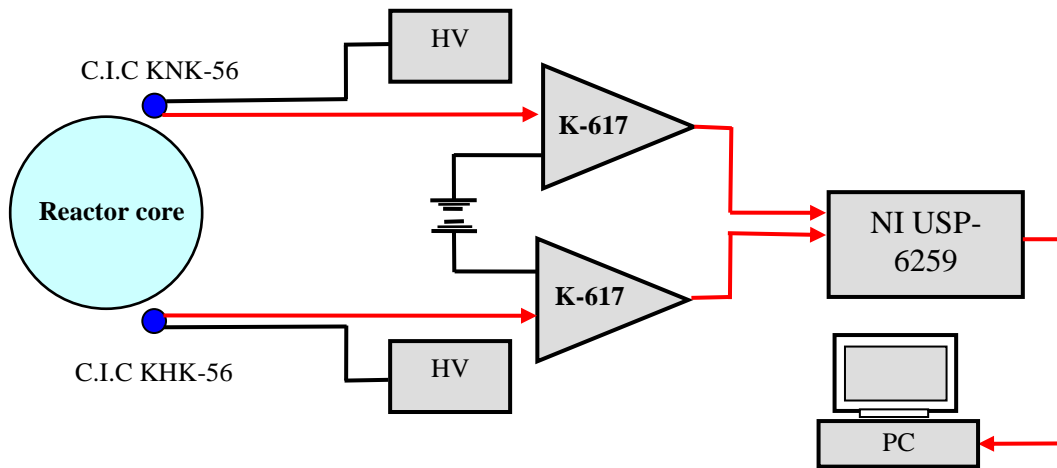 HV
C.I.C KNK-56
K-617
Reactor core
NI USP-
6259
K-617
C.I.C KHK-56
HV
PC